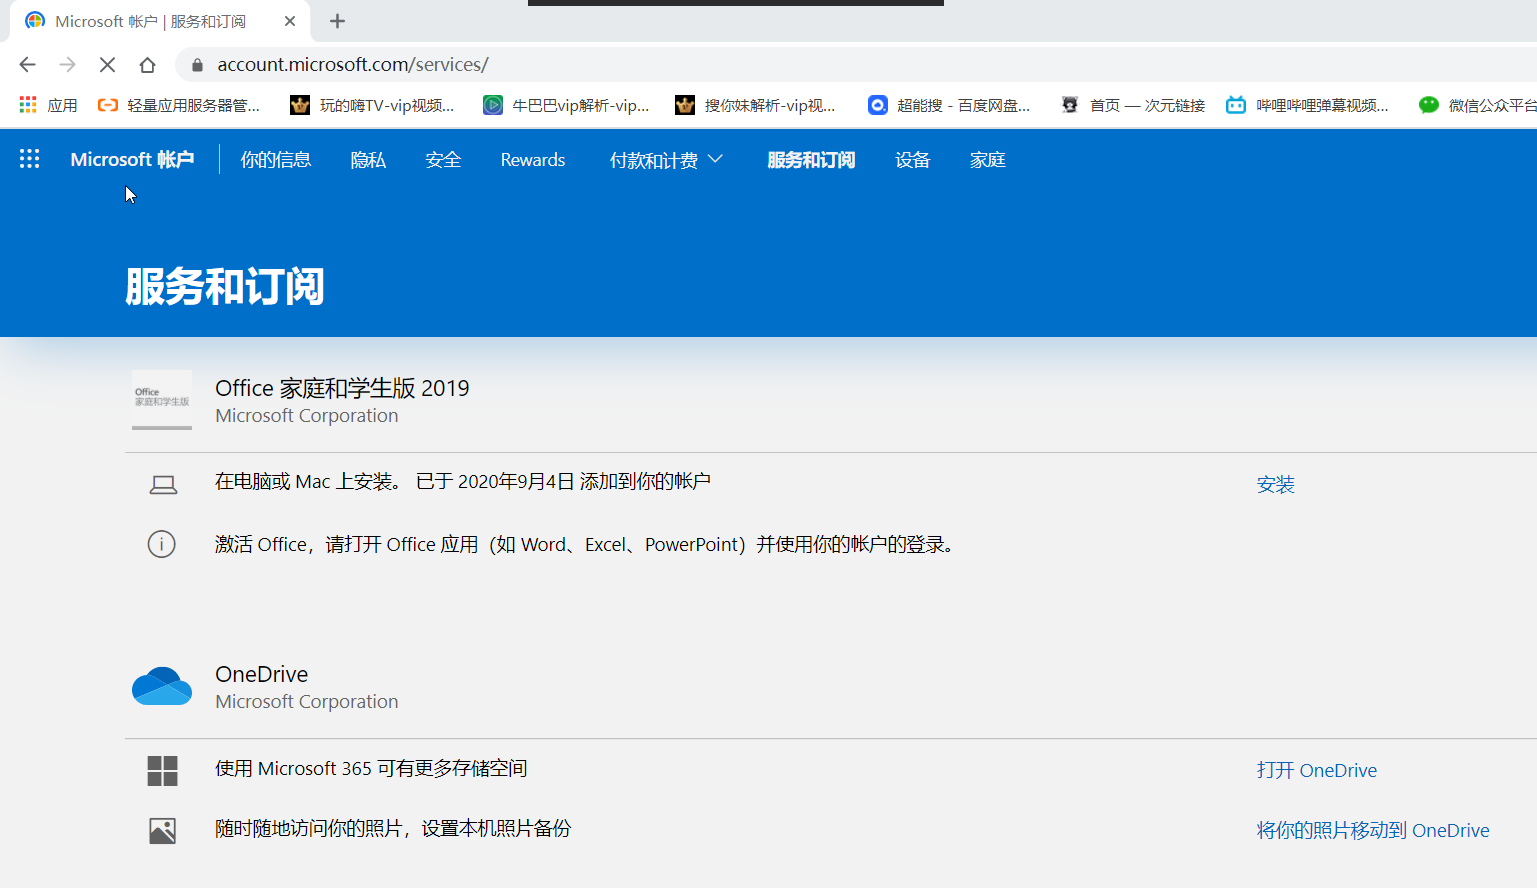 Microsoft 帐户 | 服务和订阅
account.microsoft.com/services/
应用
轻量应用服务器管...
玩的嗨TV-vip视频...
牛巴巴vip解析-vip...
搜你妹解析-vip视...
超能搜 - 百度网盘...
首页 — 次元链接
哔哩哔哩弹幕视频...
微信公众平台
Microsoft 帐户
你的信息
隐私
安全
Rewards
付款和计费
服务和订阅
设备
家庭
服务和订阅
Office
家庭和学生版
Office 家庭和学生版 2019
Microsoft Corporation
在电脑或 Mac 上安装。 已于 2020年9月4日 添加到你的帐户
安装
激活 Office，请打开 Office 应用（如 Word、Excel、PowerPoint）并使用你的帐户的登录。
OneDrive
Microsoft Corporation
使用 Microsoft 365 可有更多存储空间
打开 OneDrive
随时随地访问你的照片，设置本机照片备份
将你的照片移动到 OneDrive